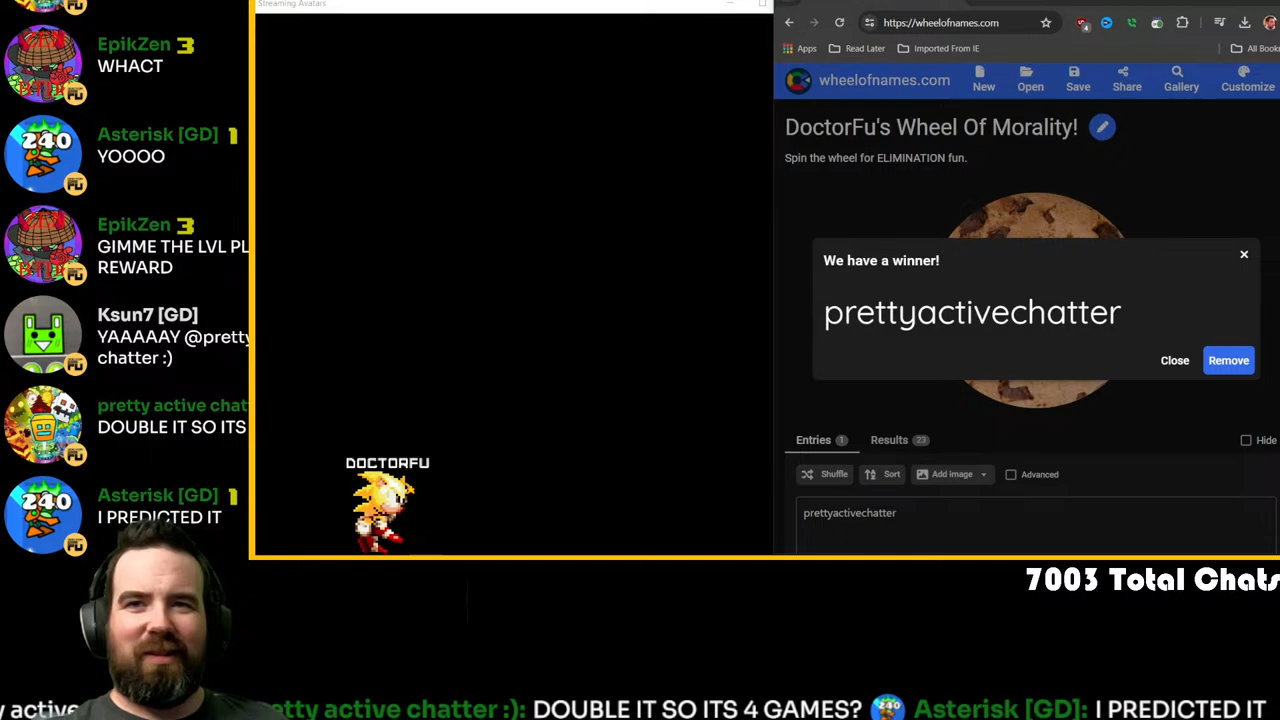 EpikZen 3
WHACT
240
Asterisk [GD] 1
YOOOO
EpikZen 3
GIMME THE LVL PL
REWARD
Ksun7 [GD]
YAAAAAY @pretty
chatter :)
pretty active chat
DOUBLE IT SO ITS
240
Asterisk [GD] 1
I PREDICTED IT
Streaming Avatars
DOCTORFU
https://wheelofnames.com
4
Apps
Read Later
Imported From IE
All Book
wheelofnames.com
New
Open
Save
Share
Gallery
Customize
DoctorFu's Wheel Of Morality!
Spin the wheel for ELIMINATION fun.
We have a winner!
prettyactivechatter
Close
Remove
Entries 1
Results 23
Hide
Shuffle
Sort
Add image
Advanced
prettyactivechatter
7003 Total Chats
y active
etty active chatter :): DOUBLE IT SO ITS 4 GAMES? Asterisk [GD]: I PREDICTED IT